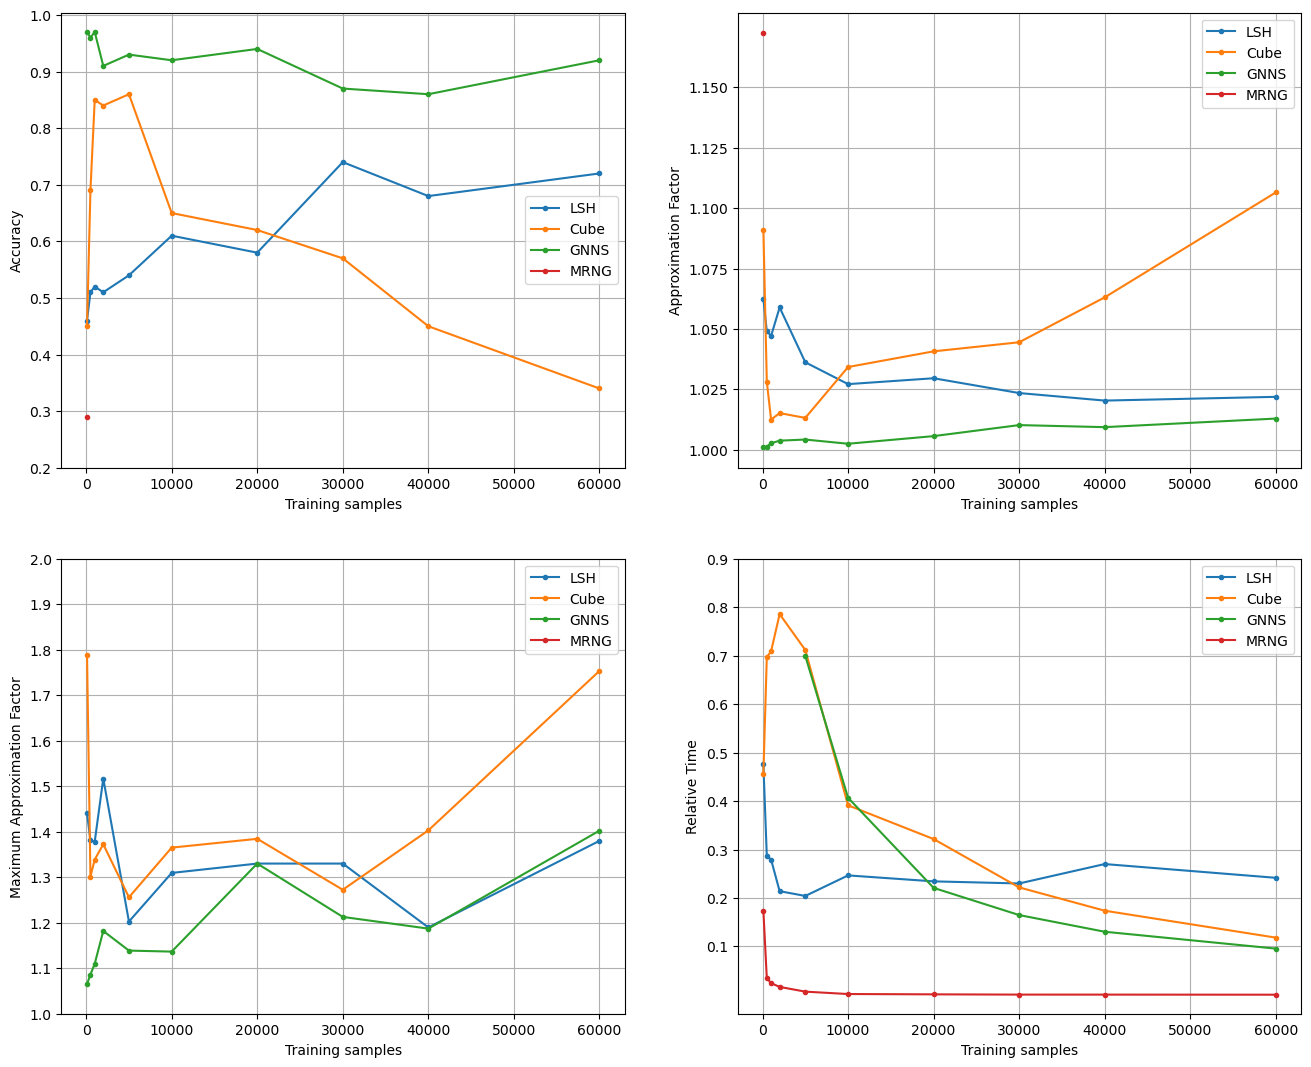 1.0
0.9
0.8
0.7
0.6
0.5
0.4
0.3
0.2
Accuracy
LSH
Cube
GNNS
MRNG
0 10000 20000 30000 40000 50000 60000
Training samples
1.150
1.125
1.100
1.075
1.050
1.025
1.000
Approximation Factor
LSH
Cube
GNNS
MRNG
0 10000 20000 30000 40000 50000 60000
Training samples
2.0
1.9
1.8
1.7
1.6
1.5
1.4
1.3
1.2
1.1
1.0
Maximum Approximation Factor
LSH
Cube
GNNS
MRNG
0 10000 20000 30000 40000 50000 60000
Training samples
0.9
0.8
0.7
0.6
0.5
0.4
0.3
0.2
0.1
Relative Time
LSH
Cube
GNNS
MRNG
0 10000 20000 30000 40000 50000 60000
Training samples